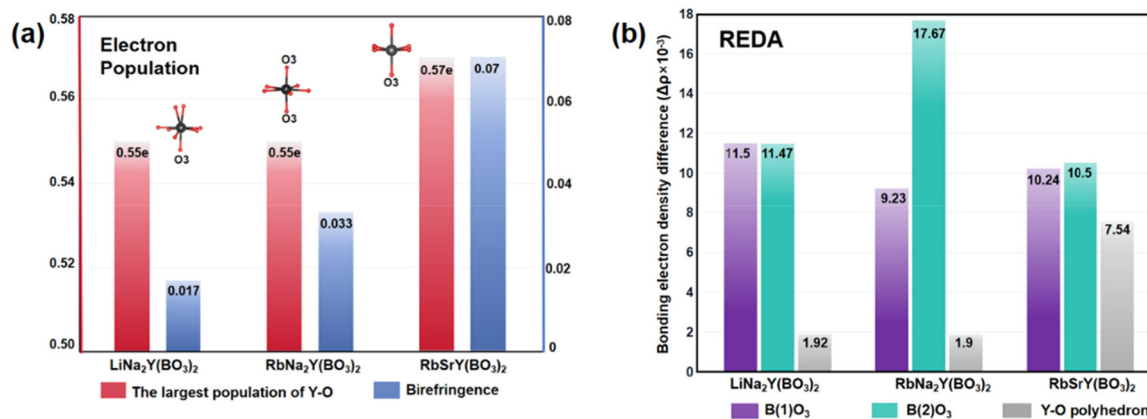 (a)
Electron
Population
0.58
0.56
0.54
0.52
0.50
0.08
0.06
0.04
0.02
0
O3
O3
O3
O3
0.55e
0.017
0.55e
0.033
0.57e
0.07
LiNa₂Y(BO₃)₂
RbNa₂Y(BO₃)₂
RbSrY(BO₃)₂
The largest population of Y-O
Birefringence
(b)
REDA
Bonding electron density difference (Δρ×10⁻³)
18
16
14
12
10
8
6
4
2
0
11.5
11.47
1.92
9.23
17.67
1.9
10.24
10.5
7.54
LiNa₂Y(BO₃)₂
RbNa₂Y(BO₃)₂
RbSrY(BO₃)₂
B(1)O₃
B(2)O₃
Y-O polyhedron